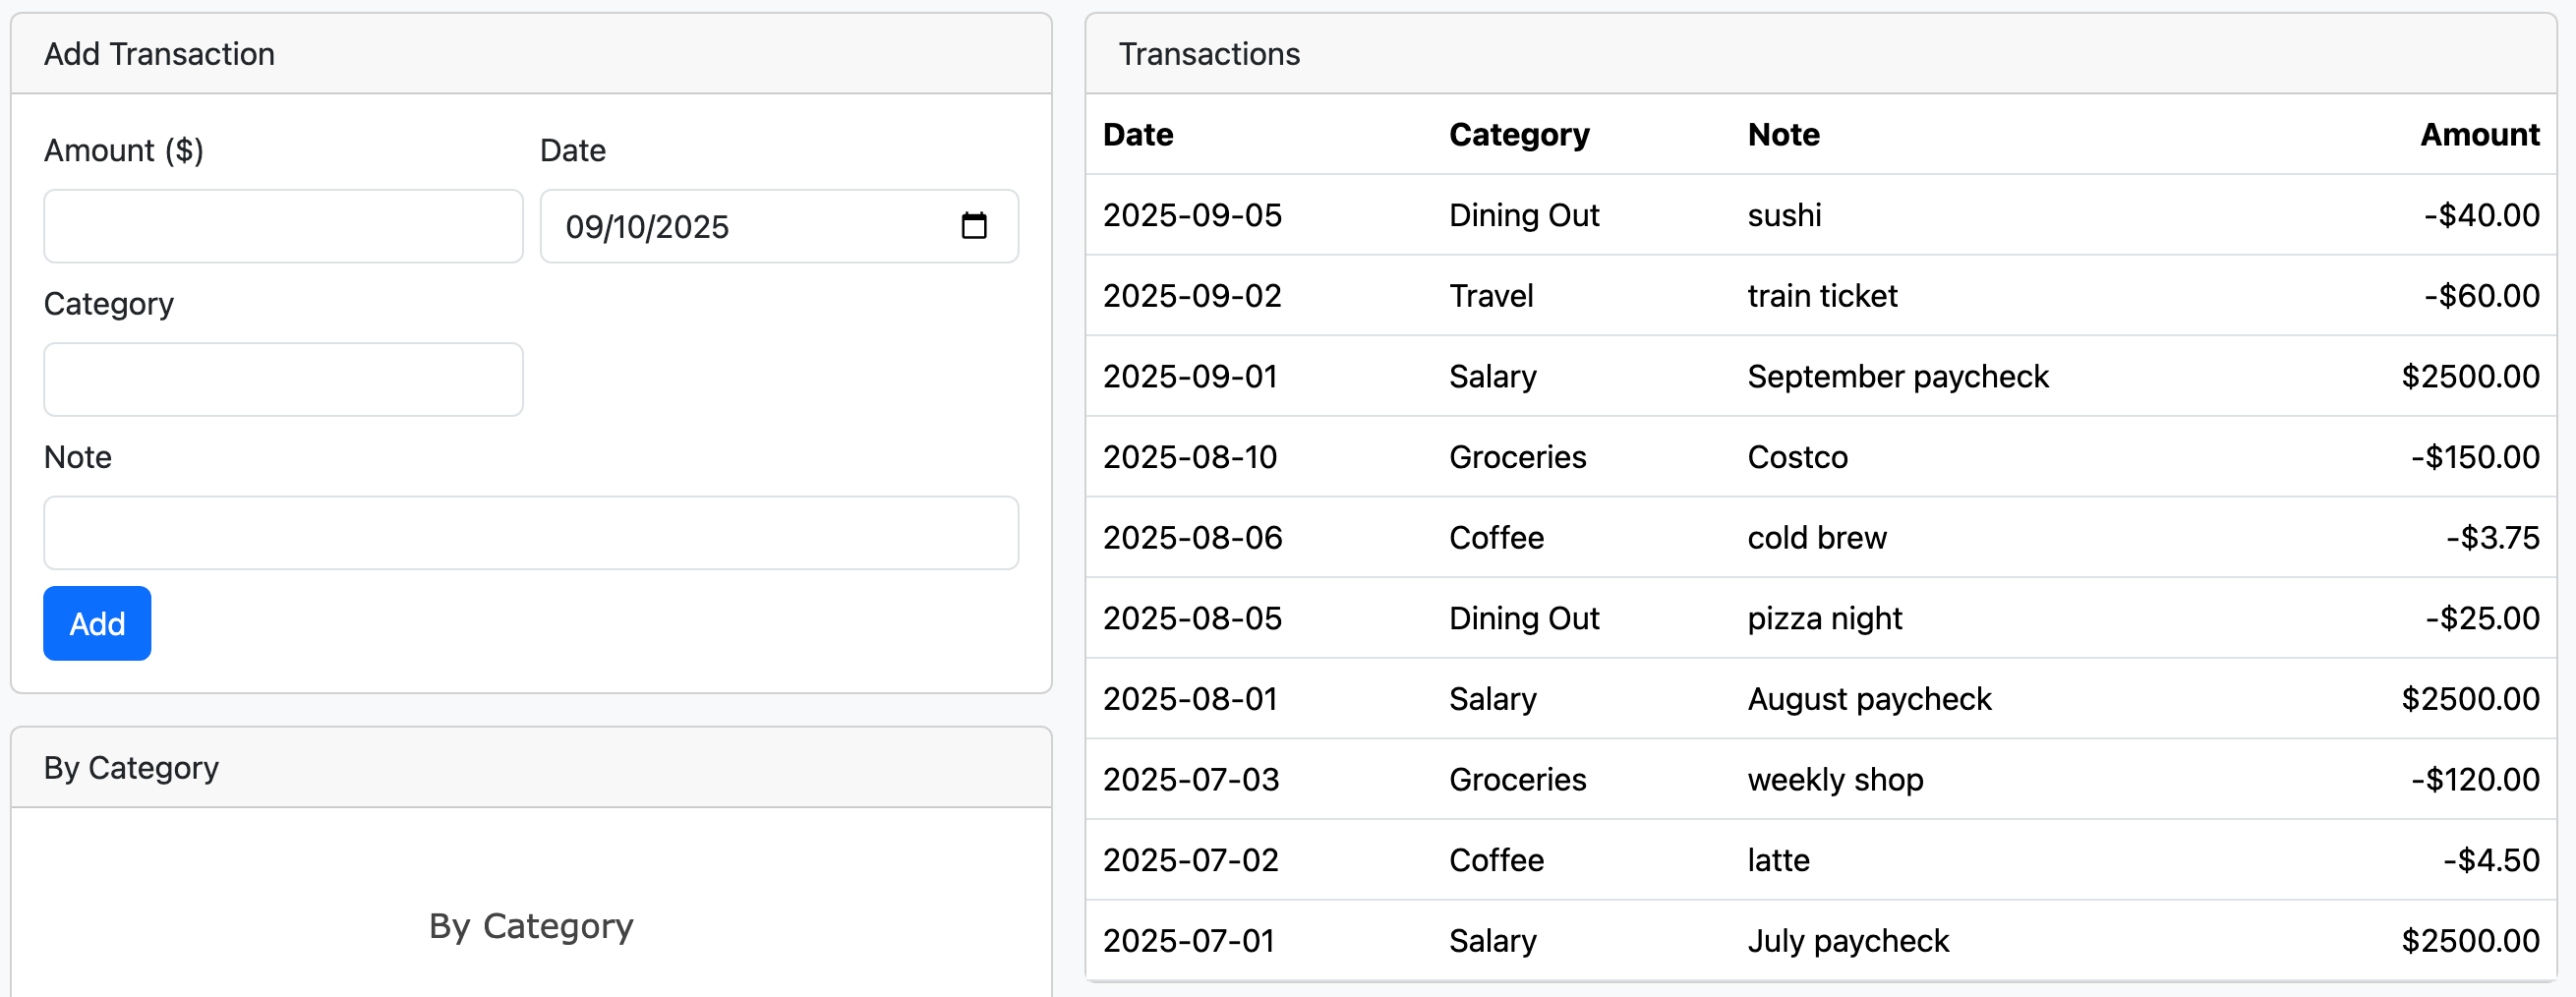 Add Transaction
Amount ($) Date
09/10/2025
Category
Note
Add
By Category
By Category
Transactions
Date Category Note Amount
2025-09-05 Dining Out sushi -$40.00
2025-09-02 Travel train ticket -$60.00
2025-09-01 Salary September paycheck $2500.00
2025-08-10 Groceries Costco -$150.00
2025-08-06 Coffee cold brew -$3.75
2025-08-05 Dining Out pizza night -$25.00
2025-08-01 Salary August paycheck $2500.00
2025-07-03 Groceries weekly shop -$120.00
2025-07-02 Coffee latte -$4.50
2025-07-01 Salary July paycheck $2500.00